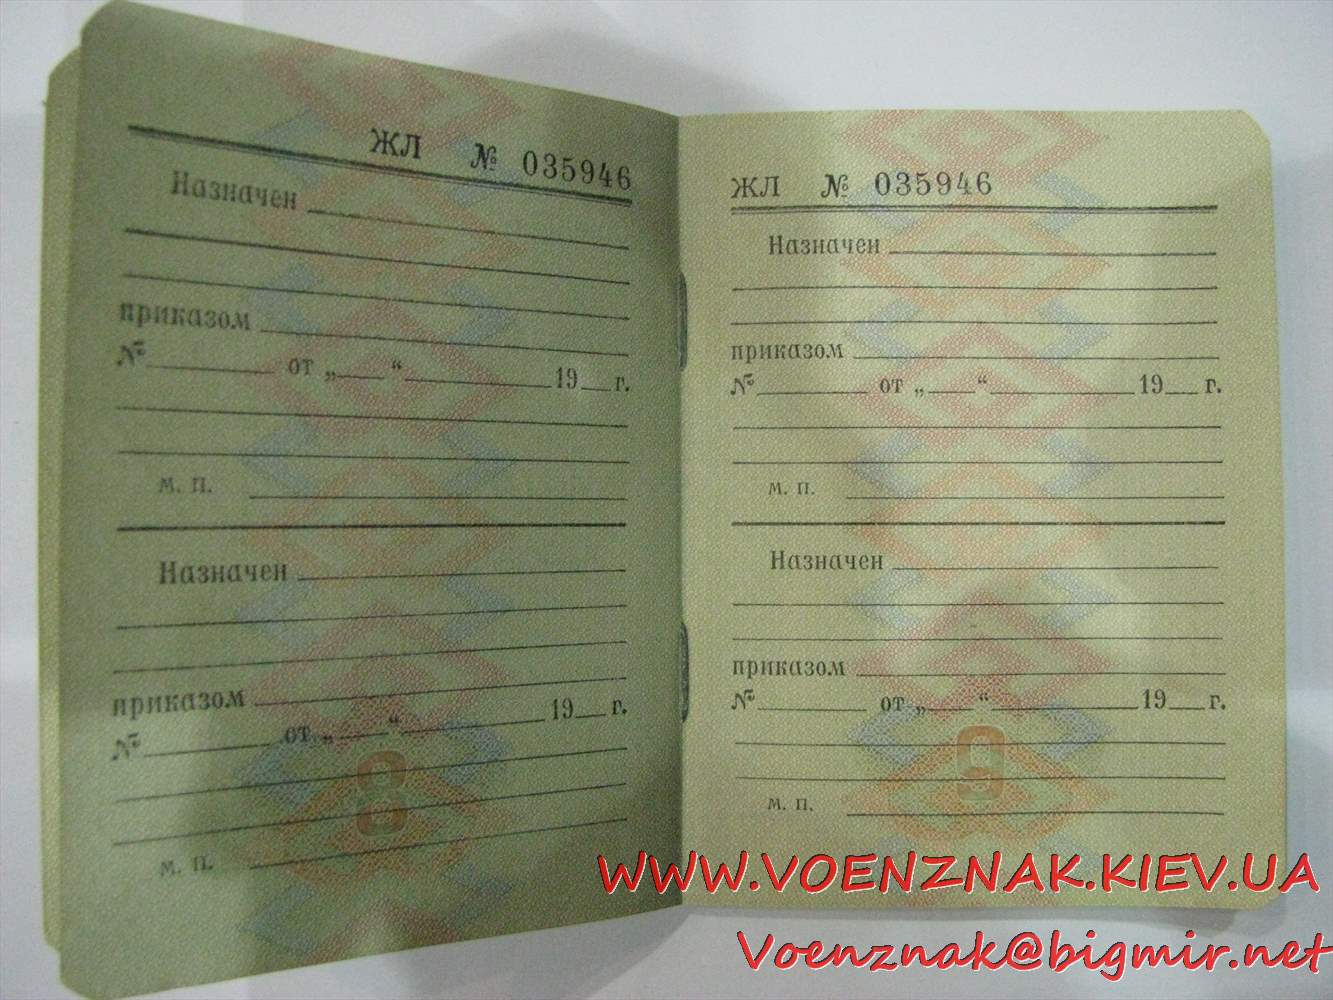 ЖЛ № 035946
Назначен
приказом
№ от „ “ 19 г.
м. п.
Назначен
приказом
№ от „ “ 19 г.
м. п.
8
ЖЛ № 035946
Назначен
приказом
№ от „ “ 19 г.
м. п.
Назначен
приказом
№ от „ “ 19 г.
м. п.
9
WWW.VOENZNAK.KIEV.UA
Voenznak@bigmir.net